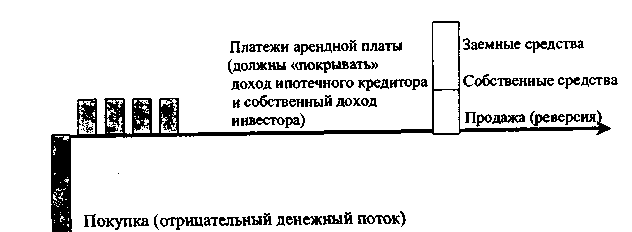 Платежи арендной платы
(должны «покрывать»
доход ипотечного кредитора
и собственный доход
инвестора)
Заемные средства
Собственные средства
Продажа (реверсия)
Покупка (отрицательный денежный поток)